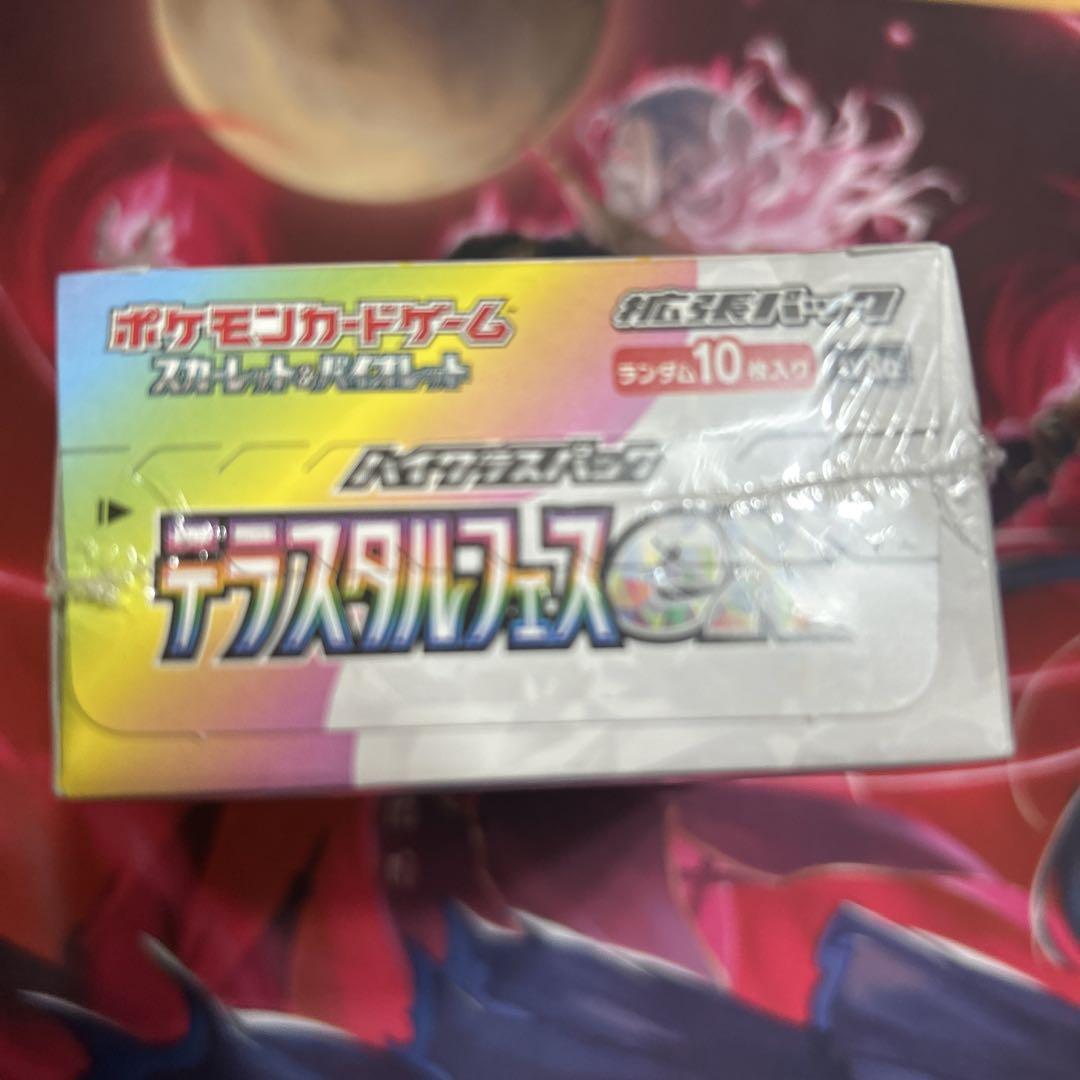 ポケモンカードゲーム
スカーレット&バイオレット
拡張パック
ランダム10枚入り
ハイクラスパック
テラスタルフェスex